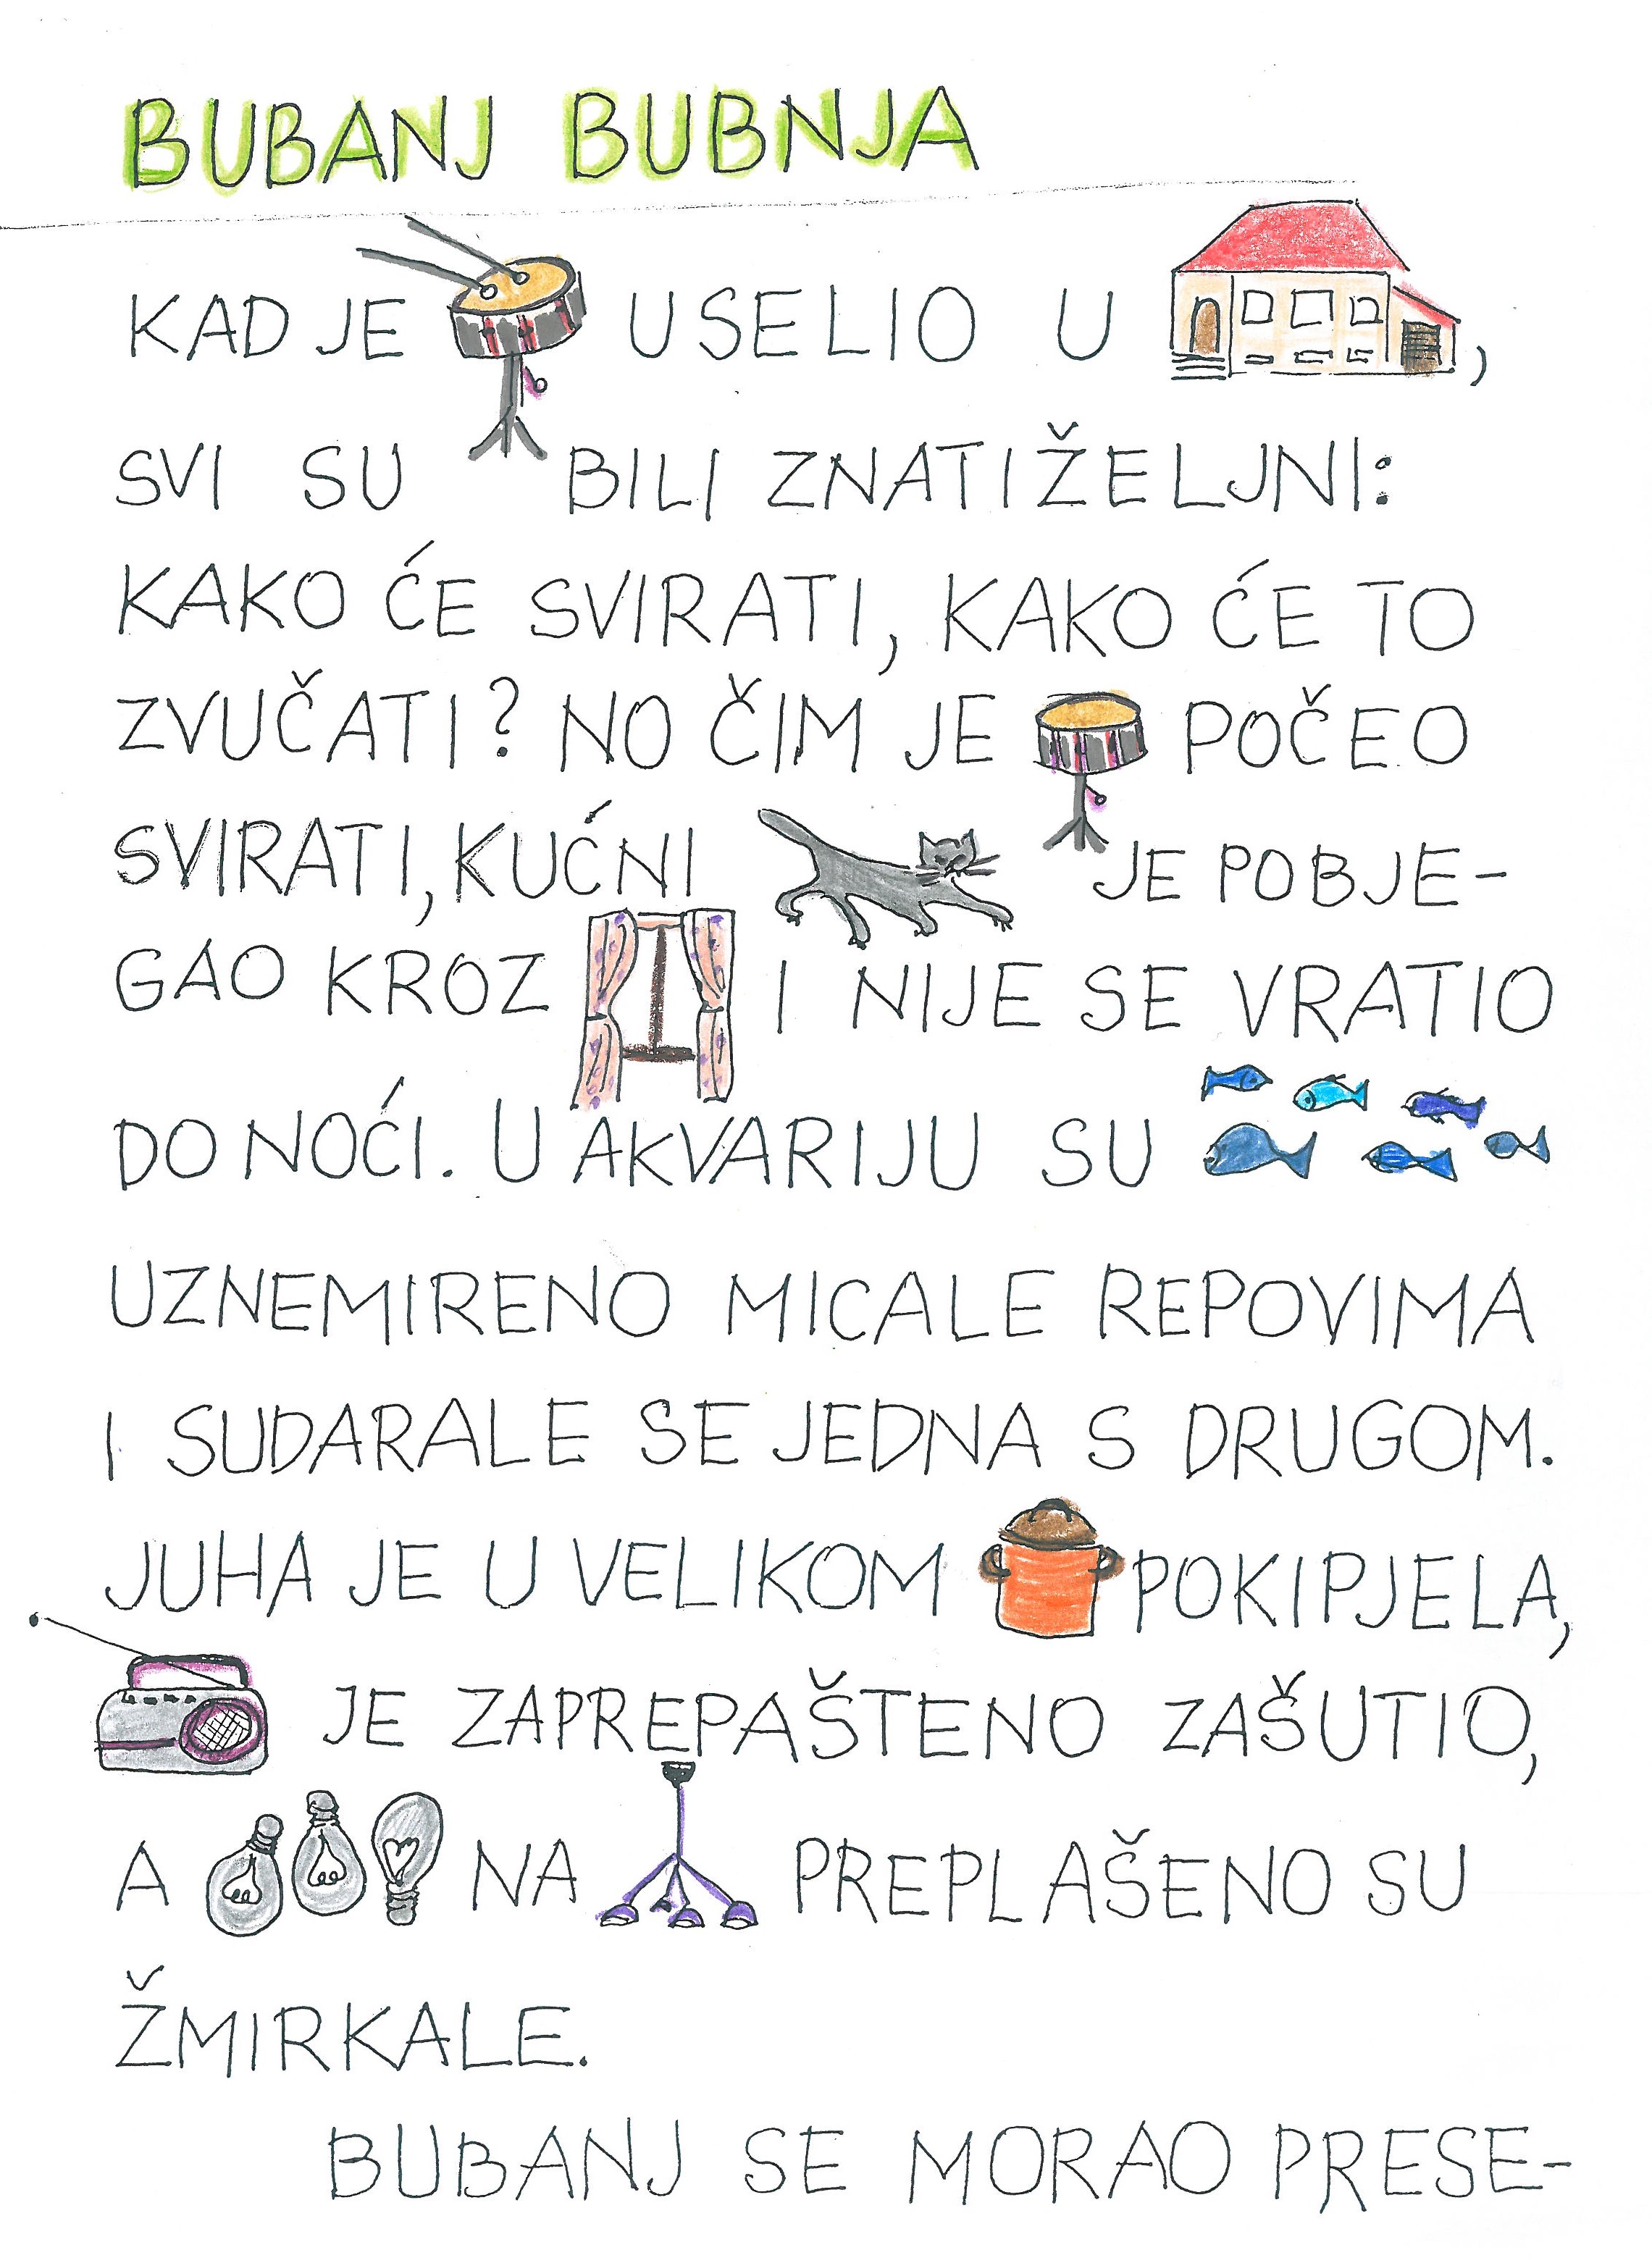 BUBANJ BUBNJA
KAD JE USELIO U ,
SVI SU BILI ZNATIŽELJNI:
KAKO ĆE SVIRATI, KAKO ĆE TO
ZVUČATI? NO ČIM JE POČEO
SVIRATI, KUĆNI JE POBJE-
GAO KROZ I NIJE SE VRATIO
DO NOĆI. U AKVARIJU SU
UZNEMIRENO MICALE REPOVIMA
I SUDARALE SE JEDNA S DRUGOM.
JUHA JE U VELIKOM POKIPJELA,
JE ZAPREPAŠTENO ZAŠUTIO,
A NA PREPLAŠENO SU
ŽMIRKALE.
BUBANJ SE MORAO PRESE-